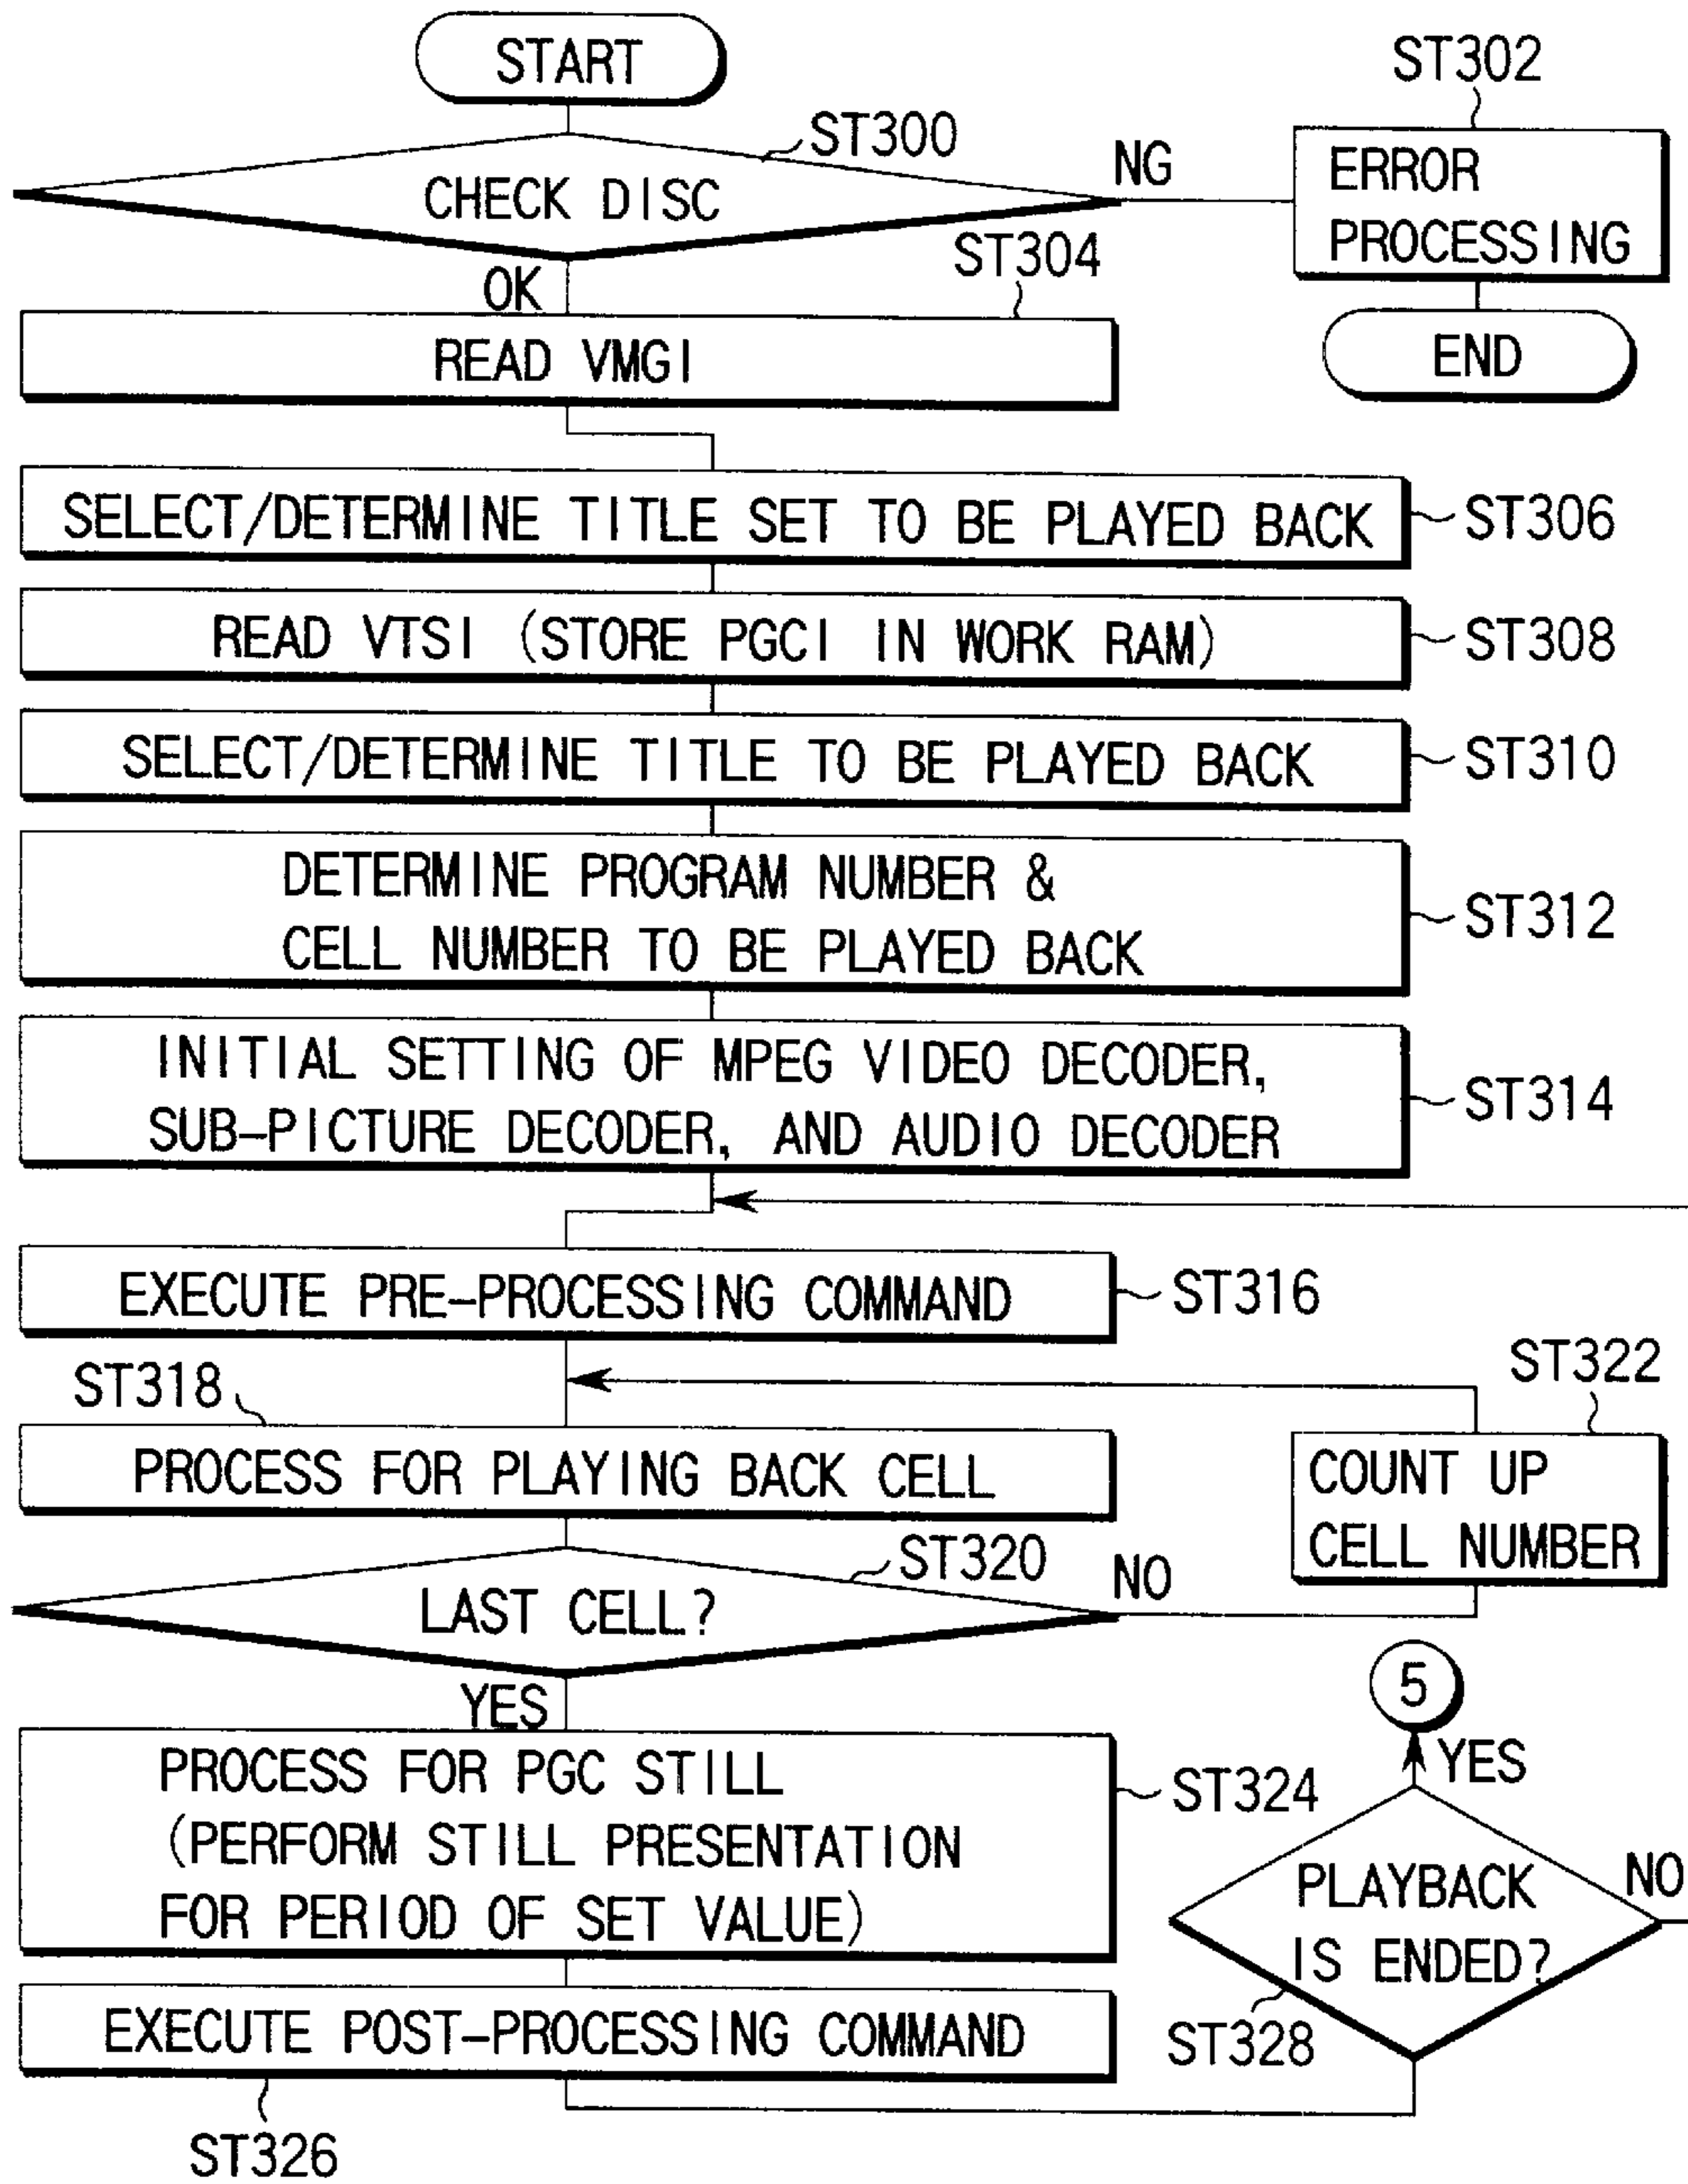 START
ST300
CHECK DISC
NG
ST302
ERROR
PROCESSING
END
OK
ST304
READ VMGI
SELECT/DETERMINE TITLE SET TO BE PLAYED BACK
ST306
READ VTSI (STORE PGCI IN WORK RAM)
ST308
SELECT/DETERMINE TITLE TO BE PLAYED BACK
ST310
DETERMINE PROGRAM NUMBER &
CELL NUMBER TO BE PLAYED BACK
ST312
INITIAL SETTING OF MPEG VIDEO DECODER,
SUB-PICTURE DECODER, AND AUDIO DECODER
ST314
EXECUTE PRE-PROCESSING COMMAND
ST316
ST318
PROCESS FOR PLAYING BACK CELL
ST322
COUNT UP
CELL NUMBER
ST320
LAST CELL?
NO
YES
PROCESS FOR PGC STILL
(PERFORM STILL PRESENTATION
FOR PERIOD OF SET VALUE)
ST324
EXECUTE POST-PROCESSING COMMAND
ST326
5
YES
PLAYBACK
IS ENDED?
NO
ST328